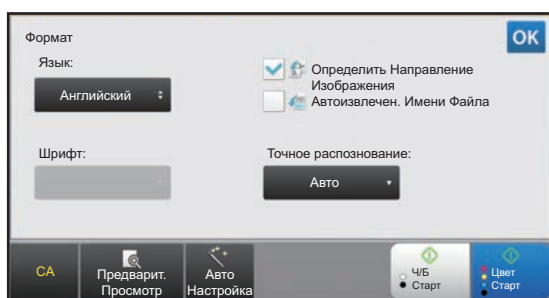 Формат
OK
Язык:
Английский
Определить Направление
Изображения
Автоизвлечен. Имени Файла
Шрифт:
Точное распознование:
Авто
CA
Предварит.
Просмотр
Авто
Настройка
Ч/Б
Старт
Цвет
Старт